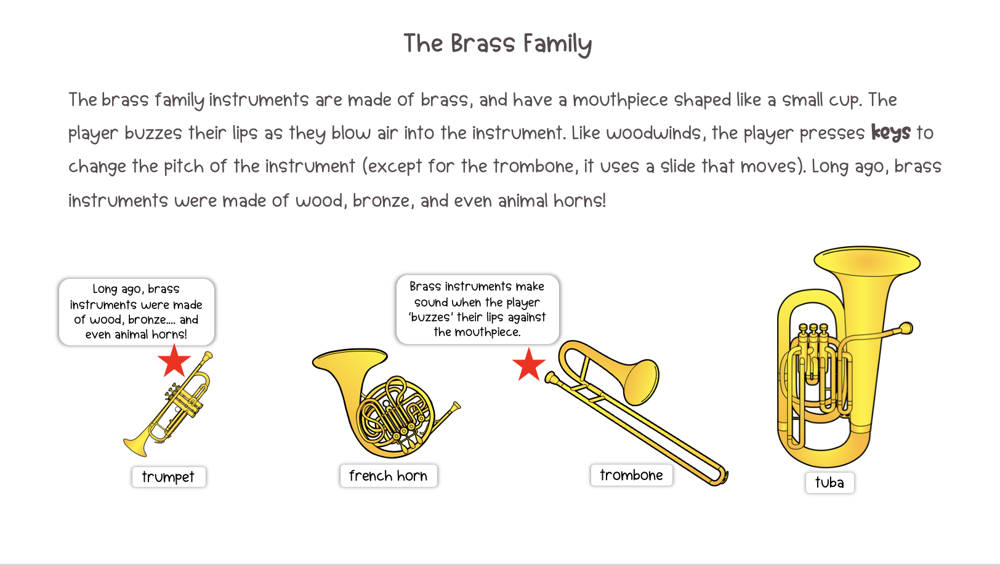 The Brass Family
The brass family instruments are made of brass, and have a mouthpiece shaped like a small cup. The
player buzzes their lips as they blow air into the instrument. Like woodwinds, the player presses keys to
change the pitch of the instrument (except for the trombone, it uses a slide that moves). Long ago, brass
instruments were made of wood, bronze, and even animal horns!
Long ago, brass
instruments were made
of wood, bronze.... and
even animal horns!
Brass instruments make
sound when the player
'buzzes' their lips against
the mouthpiece.
trumpet
french horn
trombone
tuba